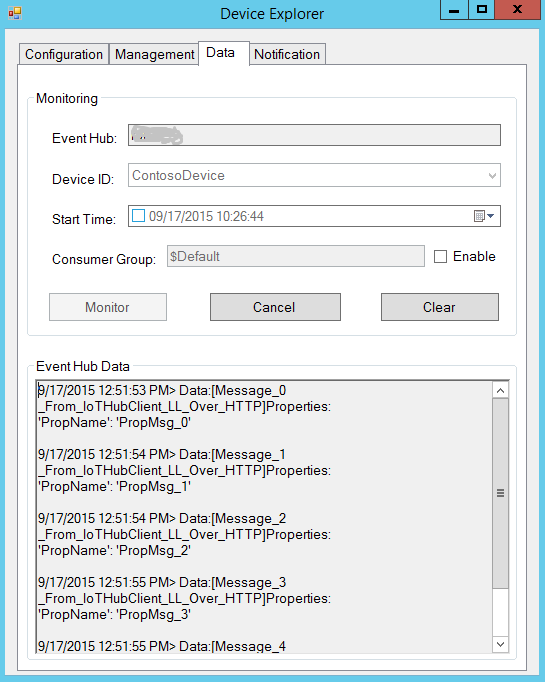 Device Explorer
Configuration Management Data Notification
Monitoring
Event Hub:
Device ID: ContosoDevice
Start Time: 09/17/2015 10:26:44
Consumer Group: $Default Enable
Monitor Cancel Clear
Event Hub Data
9/17/2015 12:51:53 PM> Data:[Message_0
_From_IoTHubClient_LL_Over_HTTP]Properties:
'PropName': 'PropMsg_0'
9/17/2015 12:51:54 PM> Data:[Message_1
_From_IoTHubClient_LL_Over_HTTP]Properties:
'PropName': 'PropMsg_1'
9/17/2015 12:51:54 PM> Data:[Message_2
_From_IoTHubClient_LL_Over_HTTP]Properties:
'PropName': 'PropMsg_2'
9/17/2015 12:51:55 PM> Data:[Message_3
_From_IoTHubClient_LL_Over_HTTP]Properties:
'PropName': 'PropMsg_3'
9/17/2015 12:51:55 PM> Data:[Message_4